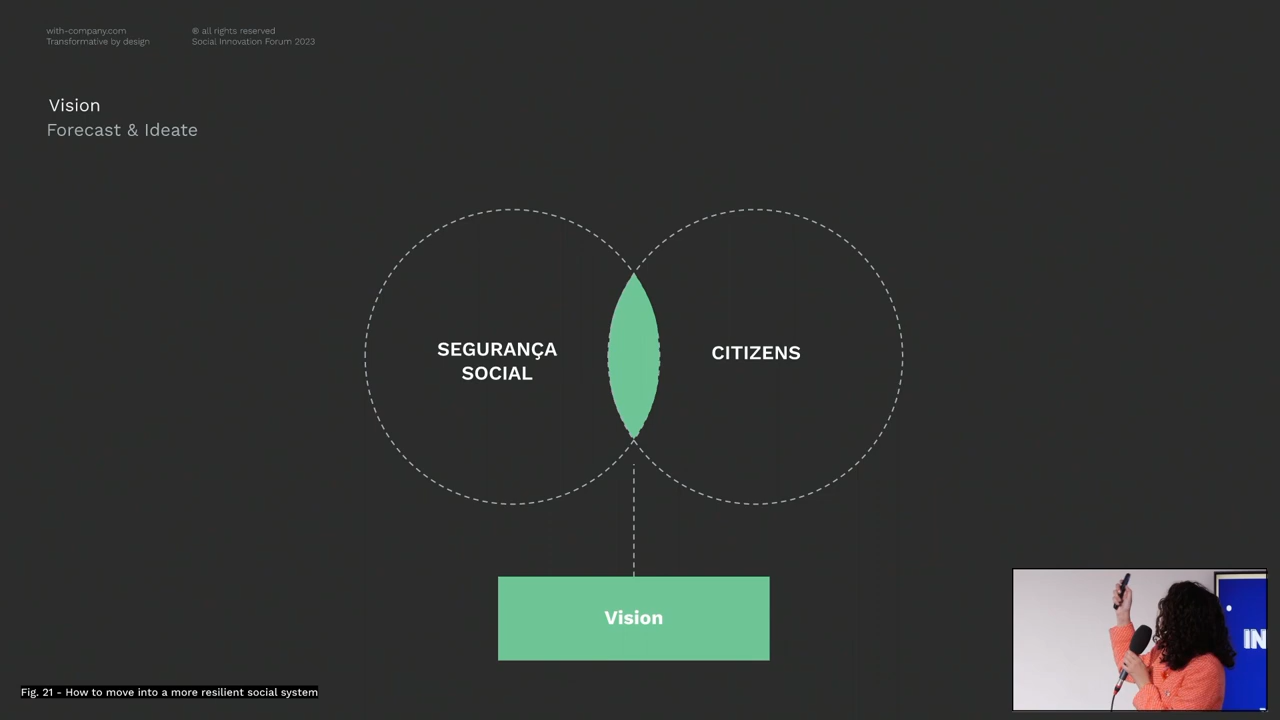 with-company.com
Transformative by design
® all rights reserved
Social Innovation Forum 2023
Vision
Forecast & Ideate
SEGURANÇA
SOCIAL
CITIZENS
Vision
Fig. 21 - How to move into a more resilient social system
IN